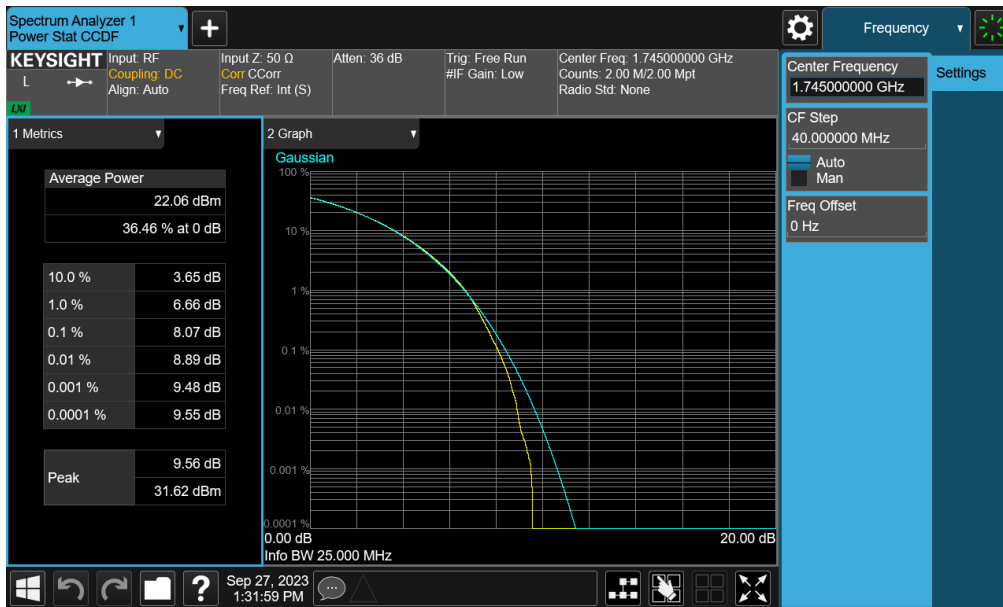 Spectrum Analyzer 1
Power Stat CCDF
Frequency
KEYSIGHT
L
LXI
Input: RF
Coupling: DC
Align: Auto
Input Z: 50 Ω
Corr CCorr
Freq Ref: Int (S)
Atten: 36 dB
Trig: Free Run
#IF Gain: Low
Center Freq: 1.745000000 GHz
Counts: 2.00 M/2.00 Mpt
Radio Std: None
Center Frequency
1.745000000 GHz
Settings
CF Step
40.000000 MHz
Auto
Man
Freq Offset
0 Hz
1 Metrics
Average Power
22.06 dBm
36.46 % at 0 dB
10.0 % 3.65 dB
1.0 % 6.66 dB
0.1 % 8.07 dB
0.01 % 8.89 dB
0.001 % 9.48 dB
0.0001 % 9.55 dB
Peak
9.56 dB
31.62 dBm
2 Graph
Gaussian
100 %
10 %
1 %
0.1 %
0.01 %
0.001 %
0.0001 %
0.00 dB 20.00 dB
Info BW 25.000 MHz
?
Sep 27, 2023
1:31:59 PM